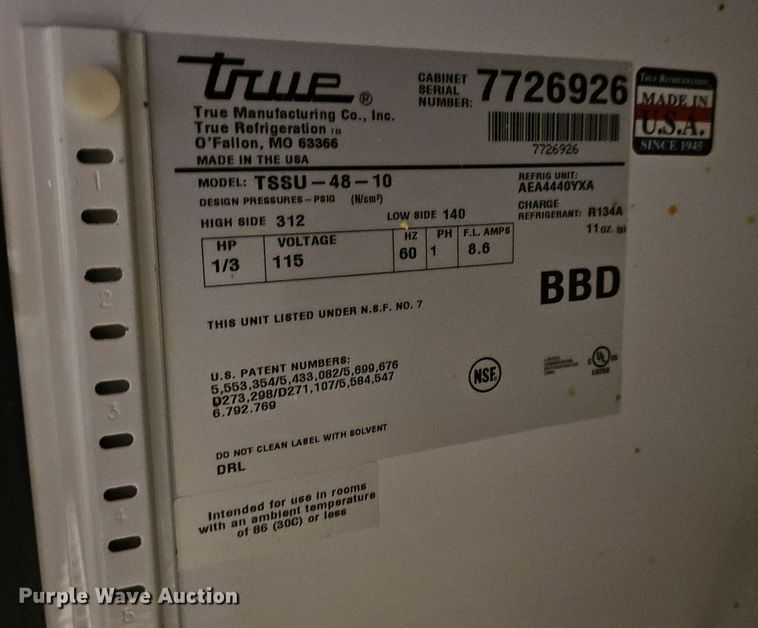 true®
True Manufacturing Co., Inc.
True Refrigeration TM
O'Fallon, MO 63366
MADE IN THE USA
CABINET SERIAL NUMBER: 7726926
7726926
True Refrigeration
MADE IN
U.S.A.
SINCE 1945
MODEL: TSSU-48-10
REFRIG UNIT:
AEA4440YXA
DESIGN PRESSURES-PSIG (N/cm²)
HIGH SIDE 312 LOW SIDE 140
CHARGE
REFRIGERANT: R134A
11 oz.
HP VOLTAGE HZ PH F.L. AMPS
1/3 115 60 1 8.6
BBD
THIS UNIT LISTED UNDER N.S.F. NO. 7
U.S. PATENT NUMBERS:
5,553,354/5,433,082/5,699,676
D273,298/D271,107/5,584,547
6.792.769
NSF.
C UL US
LISTED
DO NOT CLEAN LABEL WITH SOLVENT
DRL
Intended for use in rooms
with an ambient temperature
of 86 (30C) or less
1
2
3
4
5
Purple Wave Auction